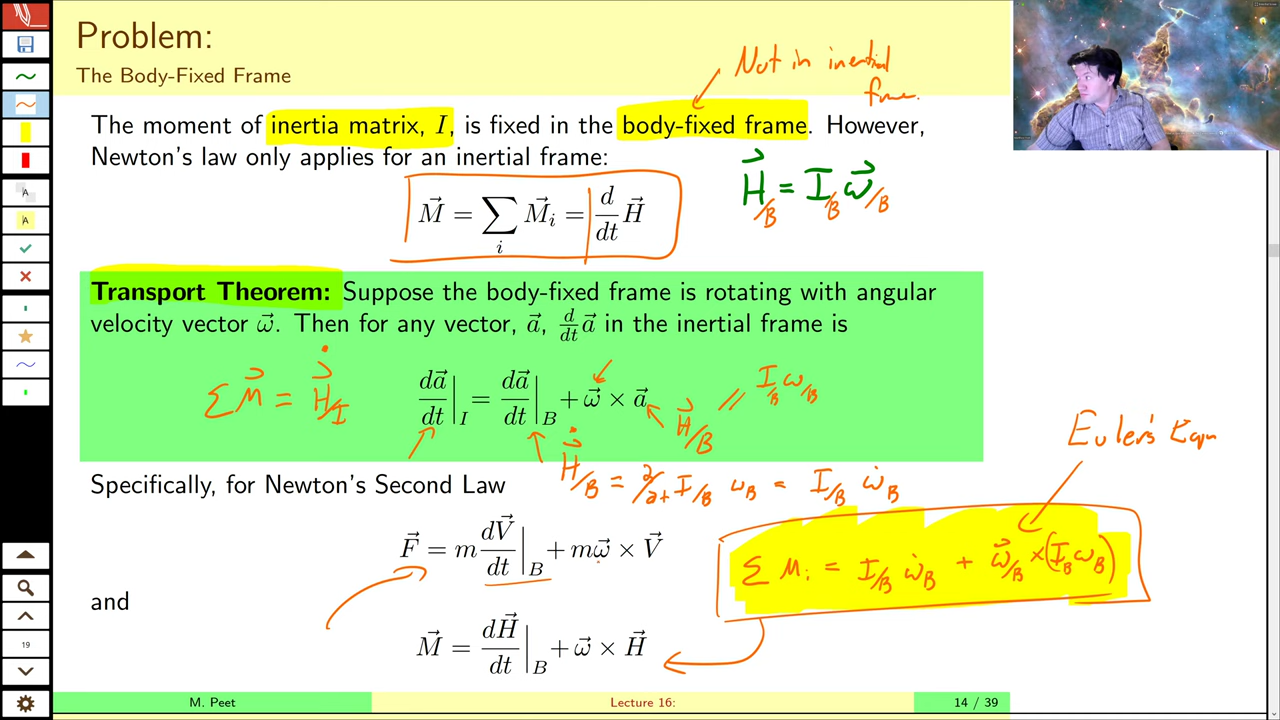 Problem:
The Body-Fixed Frame
Not in inertial
frame.
The moment of inertia matrix, I, is fixed in the body-fixed frame. However,
Newton's law only applies for an inertial frame:
H⃗/B = I/B ω⃗/B
M⃗ = ∑i M⃗i = d/dt H⃗
Transport Theorem: Suppose the body-fixed frame is rotating with angular
velocity vector ω⃗. Then for any vector, a⃗, d/dt a⃗ in the inertial frame is
∑M⃗ = Ḣ⃗/I
da⃗/dt|I = da⃗/dt|B + ω⃗ × a⃗
H⃗/B // I/B ω/B
Euler's Eqn
Specifically, for Newton's Second Law
Ḣ⃗/B = ∂/∂t I/B ωB = I/B ω̇B
F⃗ = m dV⃗/dt|B + mω⃗ × V⃗
∑Mi = I/B ω̇B + ω⃗/B × (IB ωB)
and
M⃗ = dH⃗/dt|B + ω⃗ × H⃗
19
M. Peet
Lecture 16:
14 / 39